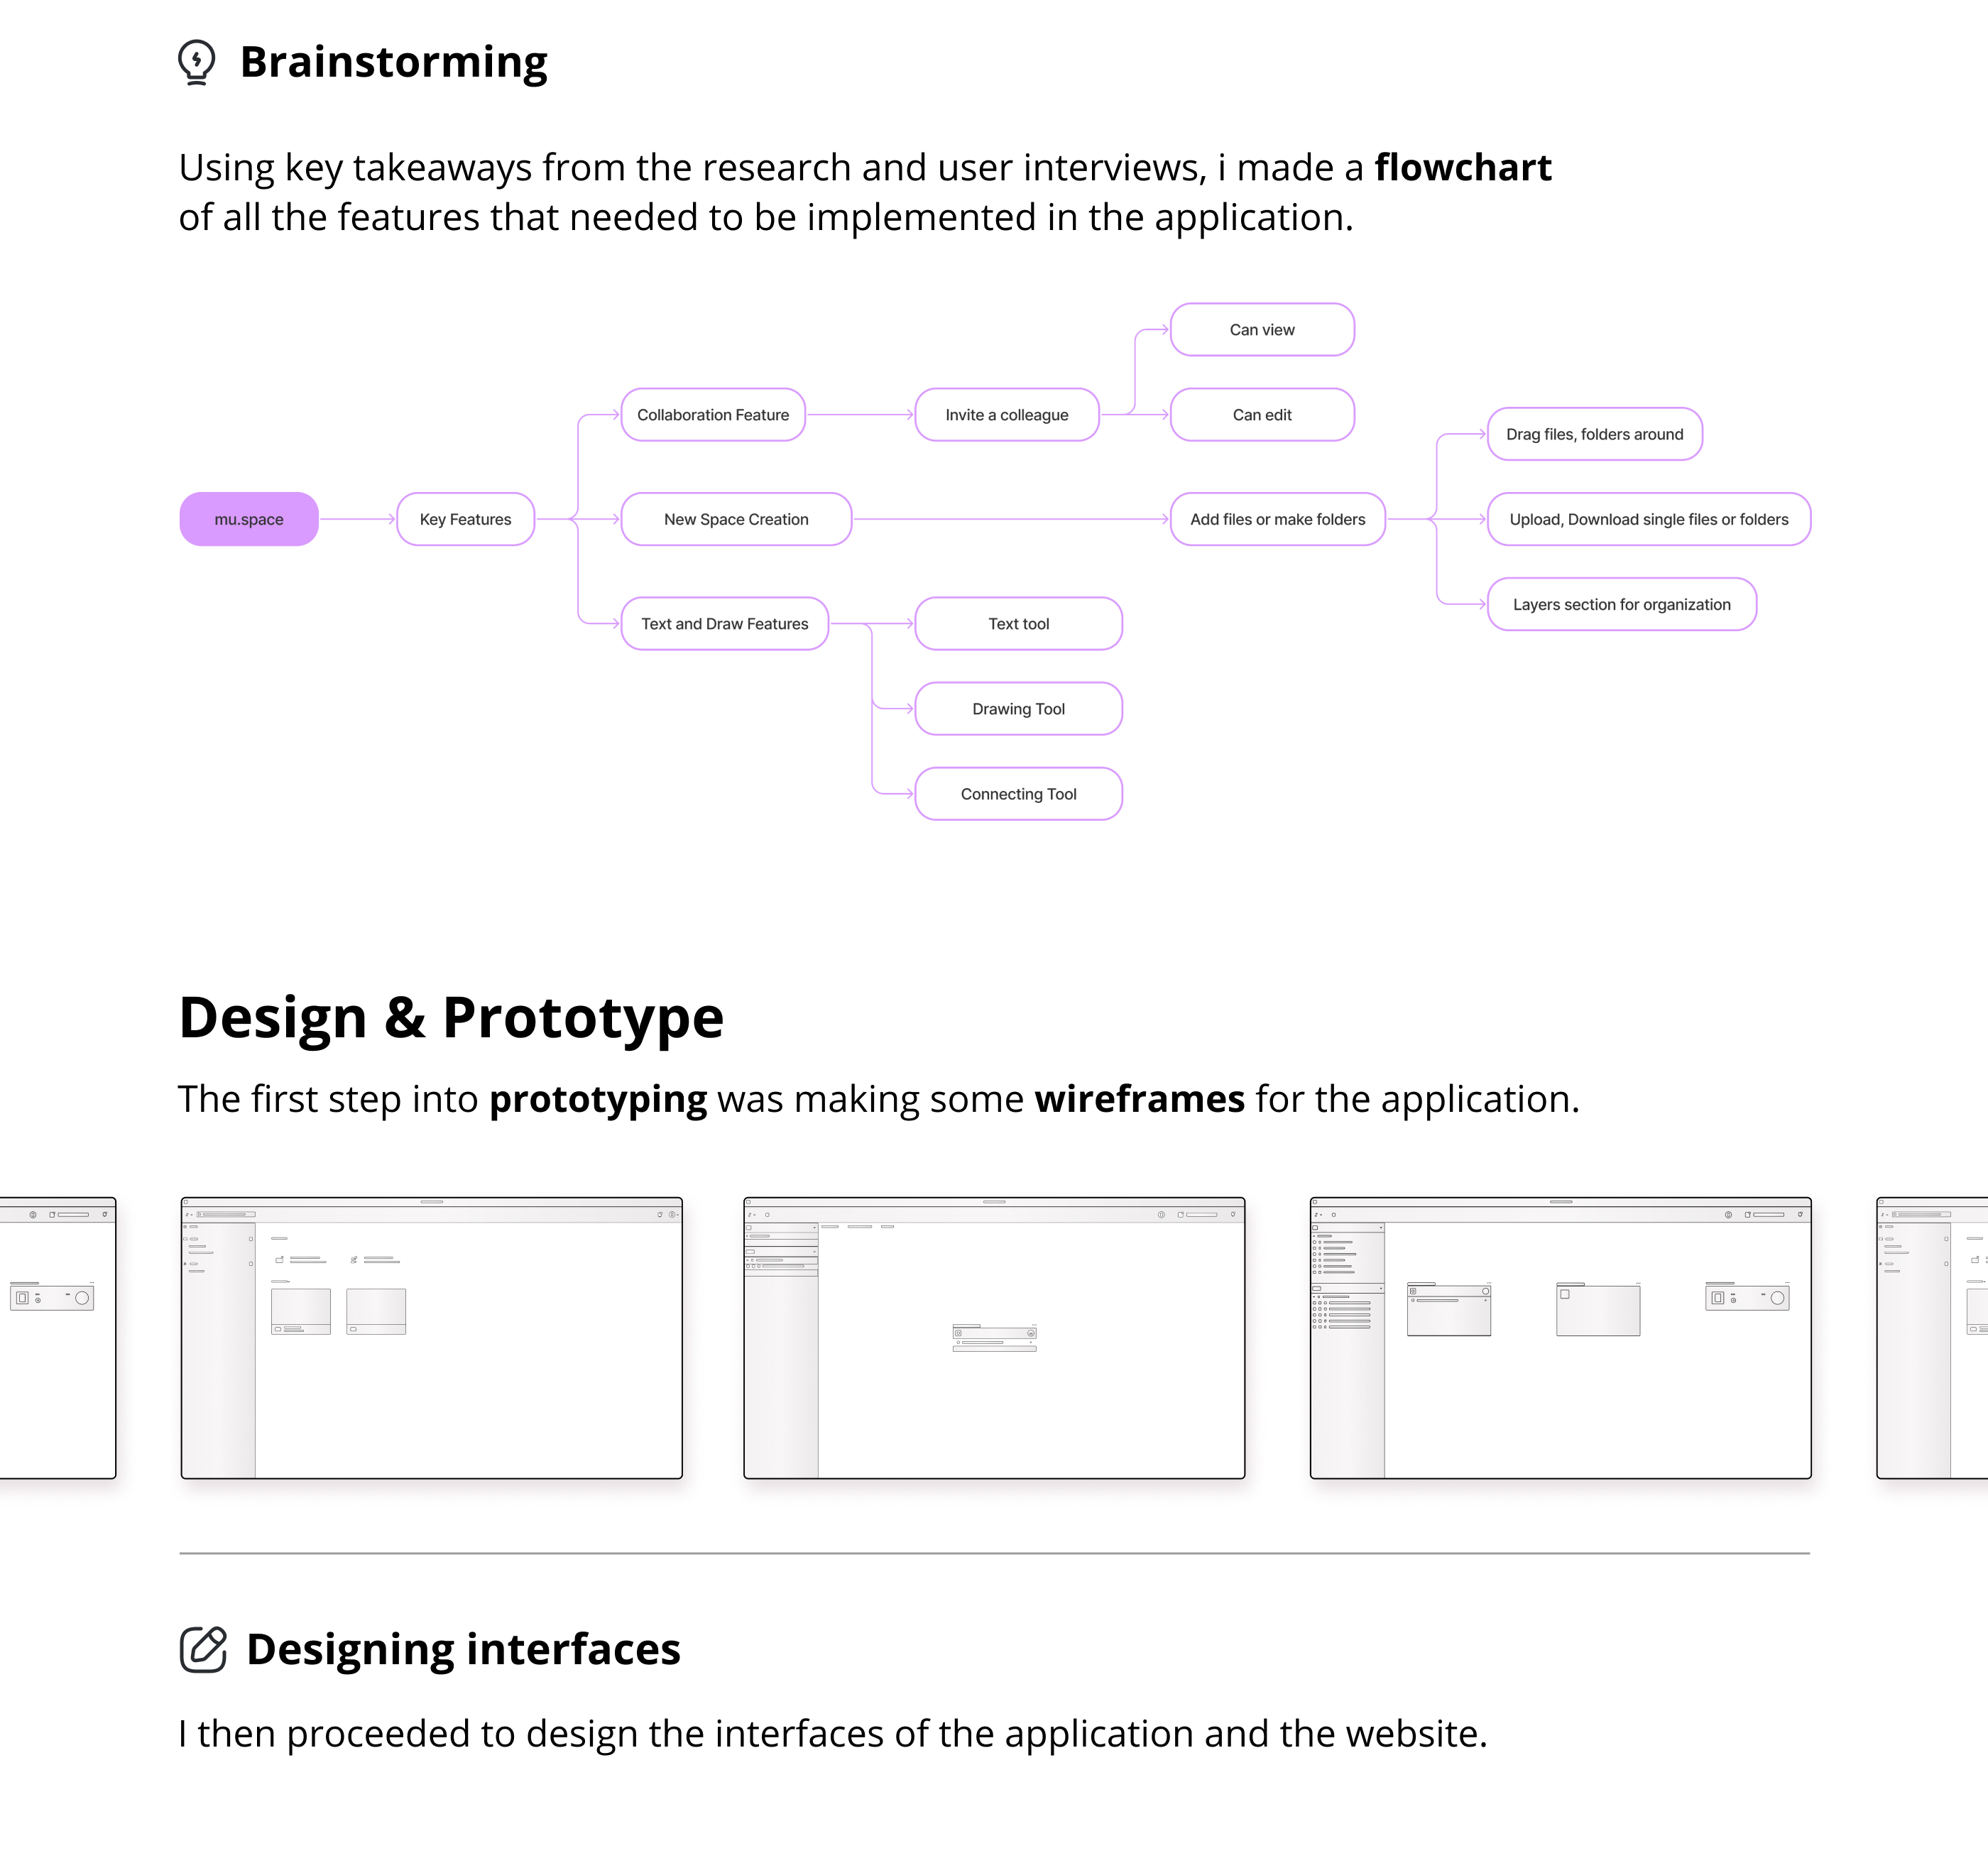 Brainstorming
Using key takeaways from the research and user interviews, i made a flowchart
of all the features that needed to be implemented in the application.
Can view
Collaboration Feature
Invite a colleague
Can edit
Drag files, folders around
mu.space
Key Features
New Space Creation
Add files or make folders
Upload, Download single files or folders
Layers section for organization
Text and Draw Features
Text tool
Drawing Tool
Connecting Tool
Design & Prototype
The first step into prototyping was making some wireframes for the application.
Designing interfaces
I then proceeded to design the interfaces of the application and the website.